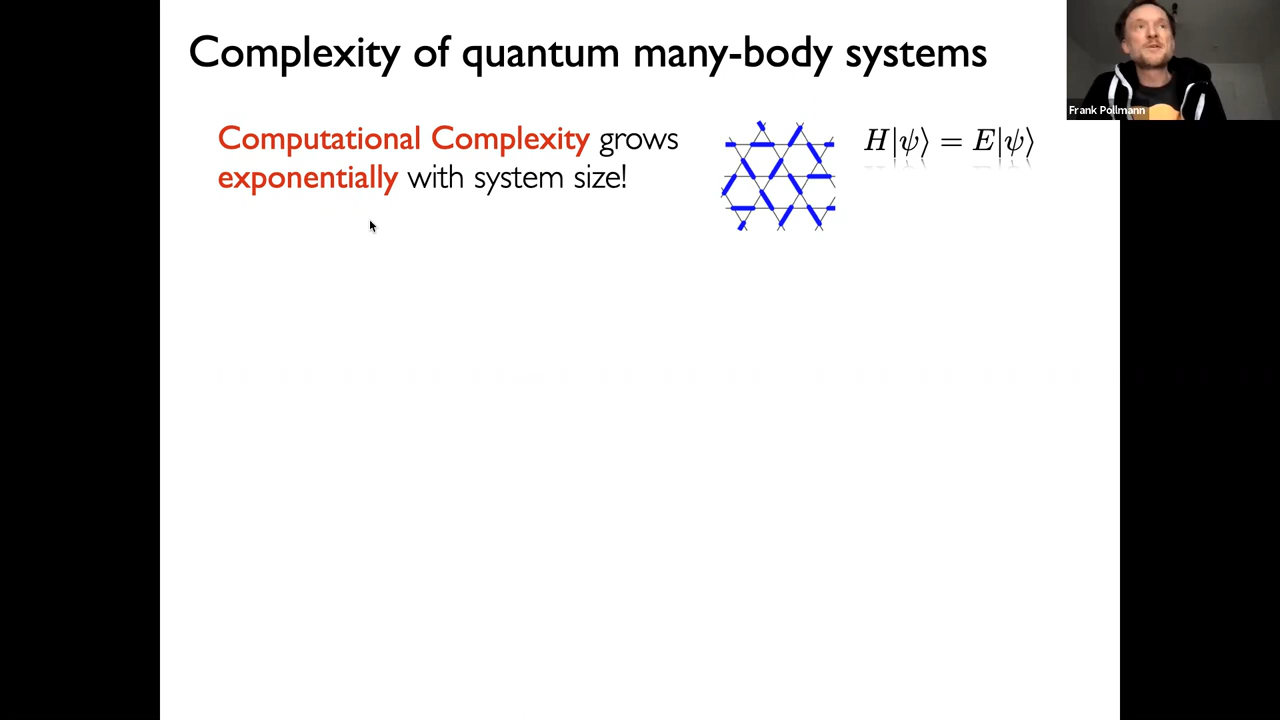 Complexity of quantum many-body systems
Frank Pollmann
Computational Complexity grows
exponentially with system size!
H|ψ⟩ = E|ψ⟩